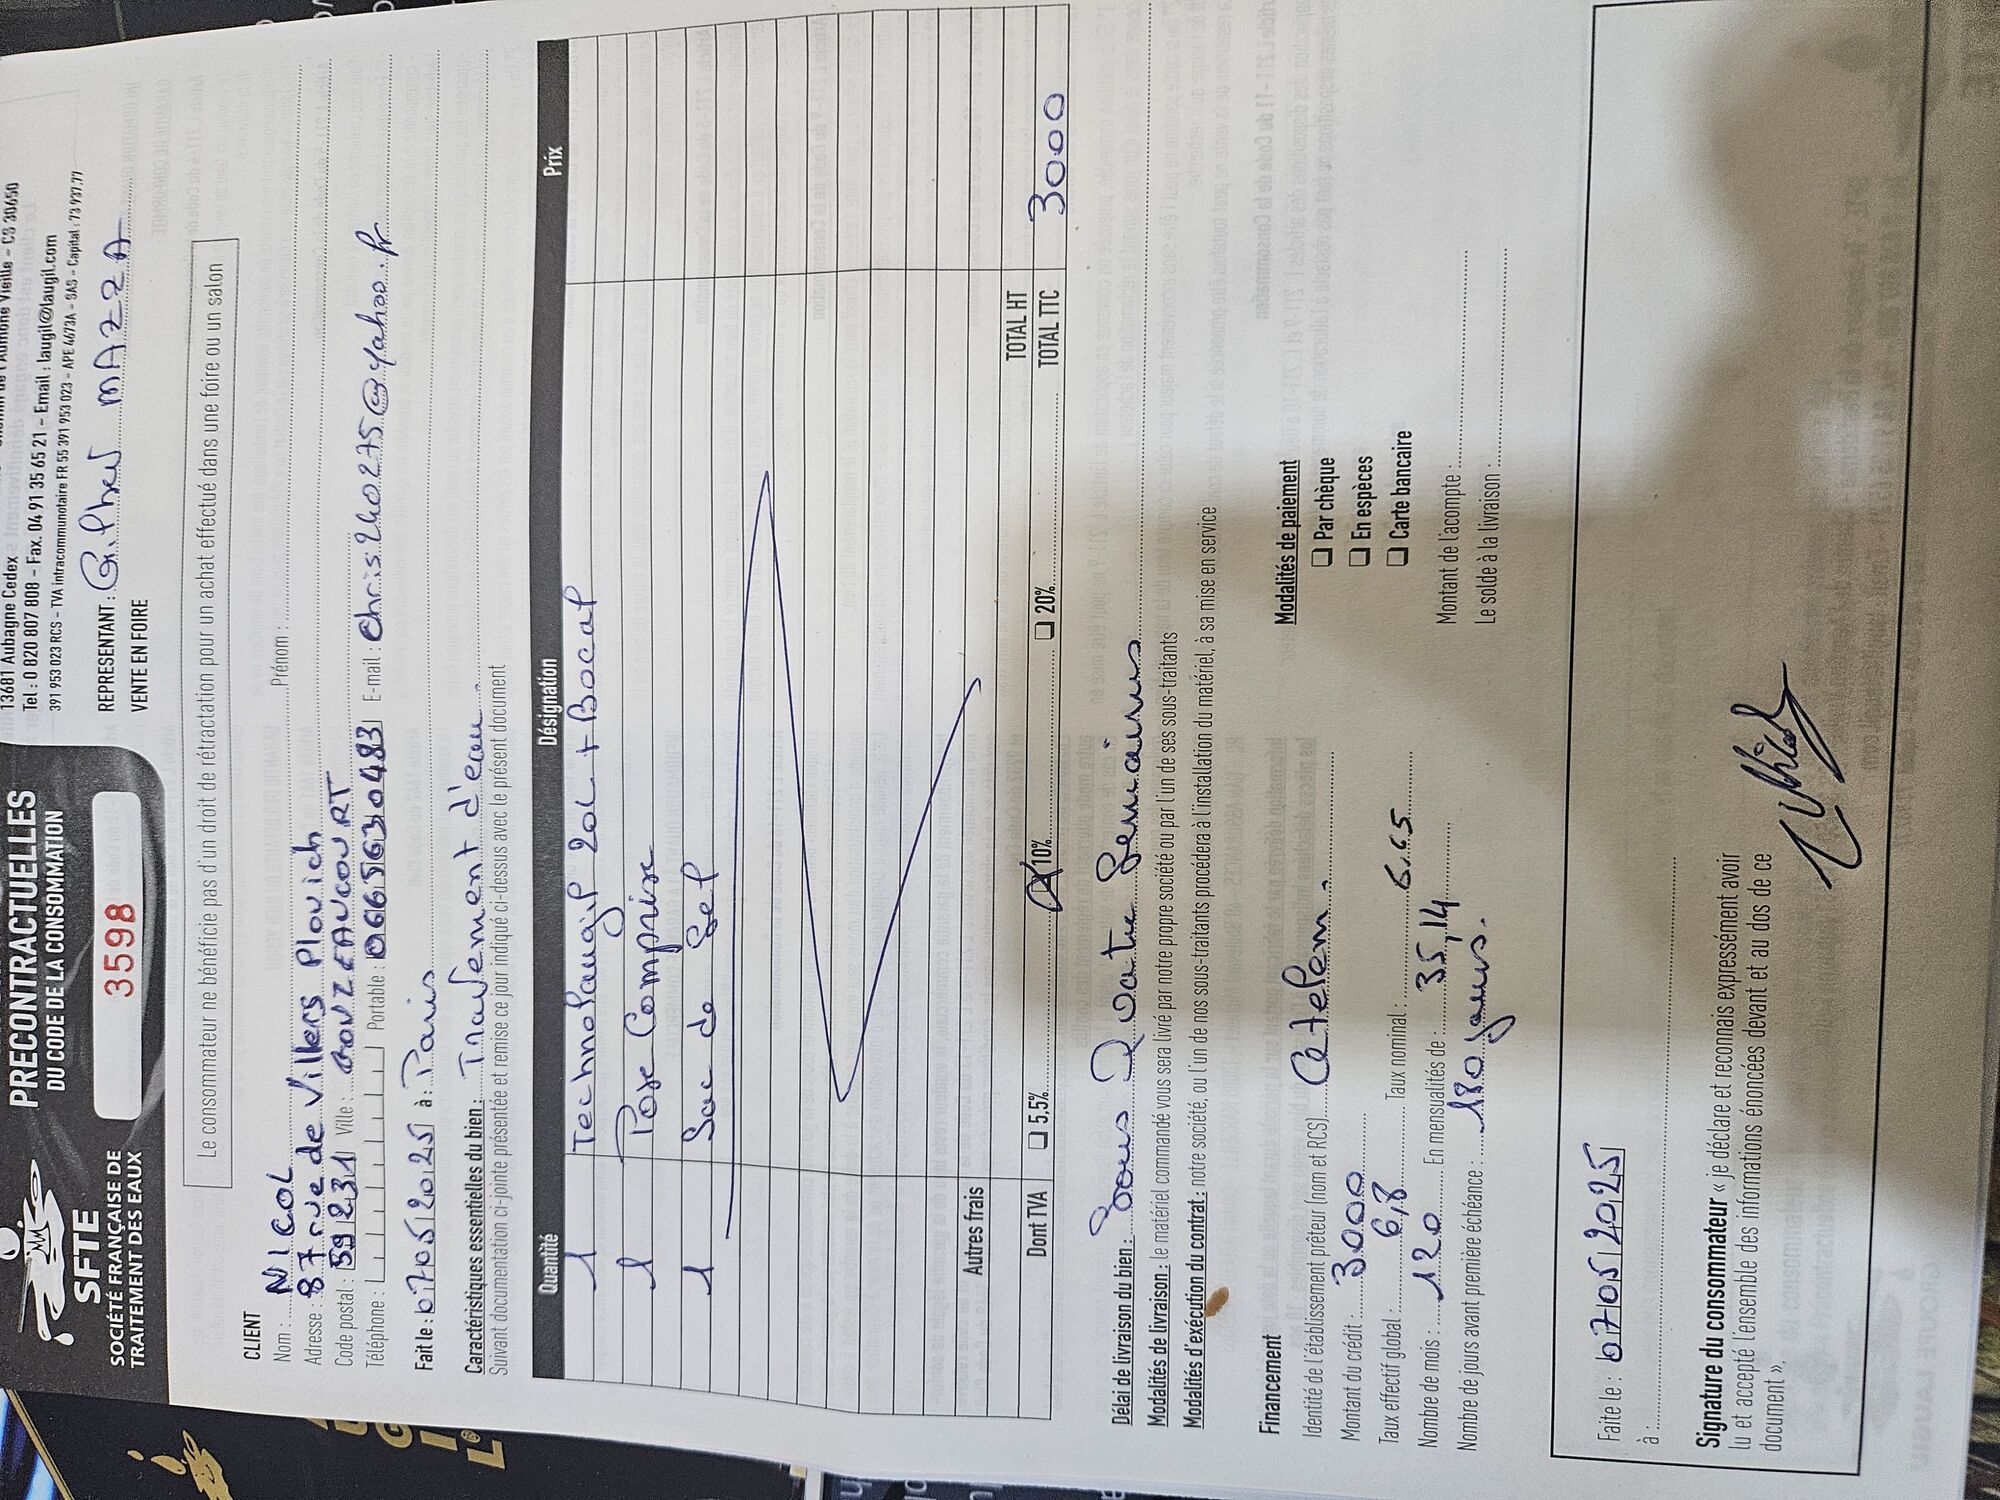 PRECONTRACTUELLES
DU CODE DE LA CONSOMMATION
35598
SFTE
SOCIÉTÉ FRANÇAISE DE
TRAITEMENT DES EAUX
13681 Aubagne Cedex
Tel : 0 820 807 808 – Fax. 04 91 35 65 21 – Email : laugil@laugil.com
391 953 023 RCS – TVA intracommunotaire FR 55 391 953 023 – APE 4673A – SAS – Capital : 73 937,77
REPRESENTANT : Gilbert MAZZA
VENTE EN FOIRE
Le consommateur ne bénéficie pas d'un droit de rétractation pour un achat effectué dans une foire ou un salon
CLIENT
Nom : NICOL Prénom :
Adresse : 87 rue de Villers Plouich
Code postal : 59231 Ville : GOUZEAUCOURT
Téléphone : Portable : 0665630483 E-mail : chris240275@yahoo.fr
Fait le : 07052025 à : Paris
Caractéristiques essentielles du bien : Traitement d'eau
Suivant documentation ci-jointe présentée et remise ce jour indiqué ci-dessus avec le présent document
Quantité Désignation Prix
1 Technolaugil 20L + Bocal
1 Pose Comprise
1 Sac de Sel
Autres frais
TOTAL HT
Dont TVA ☐ 5,5% ☒ 10% ☐ 20% TOTAL TTC 3000
Délai de livraison du bien : Sous Quatre Semaines
Modalités de livraison : le matériel commandé vous sera livré par notre propre société ou par l'un de ses sous-traitants
Modalités d'exécution du contrat : notre société, ou l'un de nos sous-traitants procédera à l'installation du matériel, à sa mise en service
Financement
Identité de l'établissement prêteur (nom et RCS) Cetelem
Montant du crédit : 3000
Taux effectif global : 6,8 Taux nominal : 6.65
Nombre de mois : 120 En mensualités de : 35,14
Nombre de jours avant première échéance : 180 jours.
Modalités de paiement
☐ Par chèque
☐ En espèces
☐ Carte bancaire
Montant de l'acompte :
Le solde à la livraison :
Faite le : 07052025
à :
Signature du consommateur « je déclare et reconnais expressément avoir
lu et accepté l'ensemble des informations énoncées devant et au dos de ce
document ».